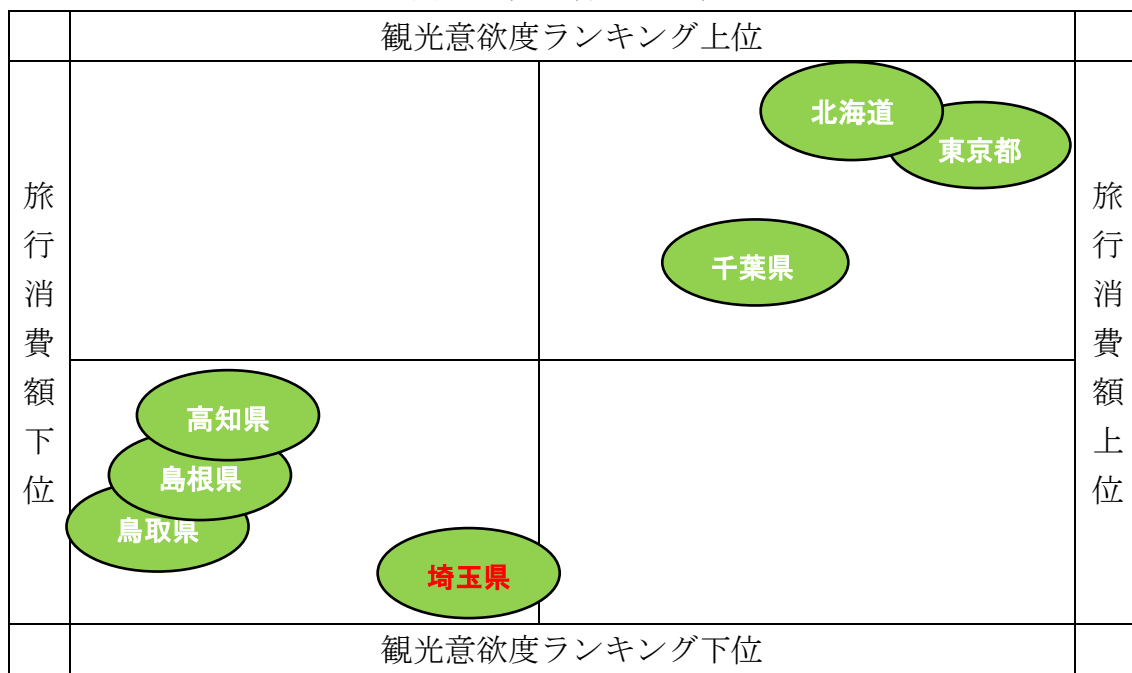 観光意欲度ランキング上位
北海道
東京都
旅行消費額下位
旅行消費額上位
千葉県
高知県
島根県
鳥取県
埼玉県
観光意欲度ランキング下位